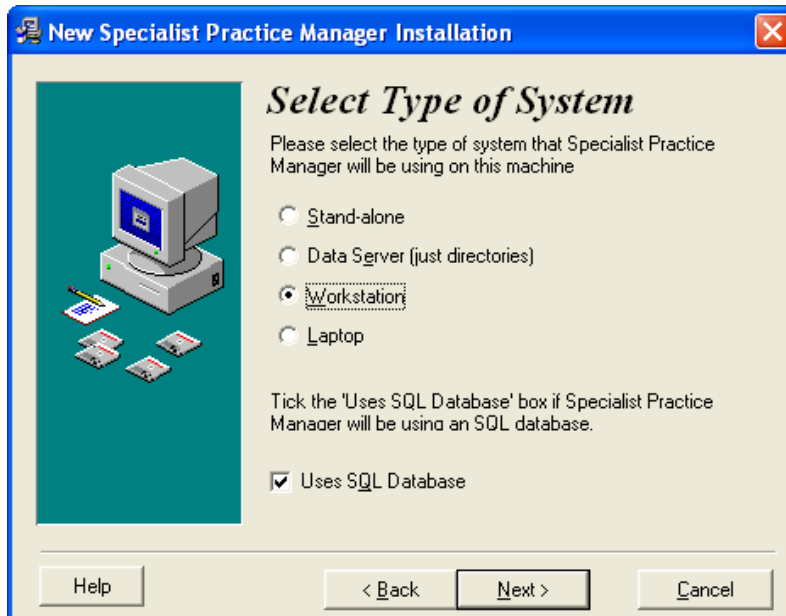 New Specialist Practice Manager Installation
Select Type of System
Please select the type of system that Specialist Practice
Manager will be using on this machine
Stand-alone
Data Server (just directories)
Workstation
Laptop
Tick the 'Uses SQL Database' box if Specialist Practice
Manager will be using an SQL database.
Uses SQL Database
Help
< Back
Next >
Cancel